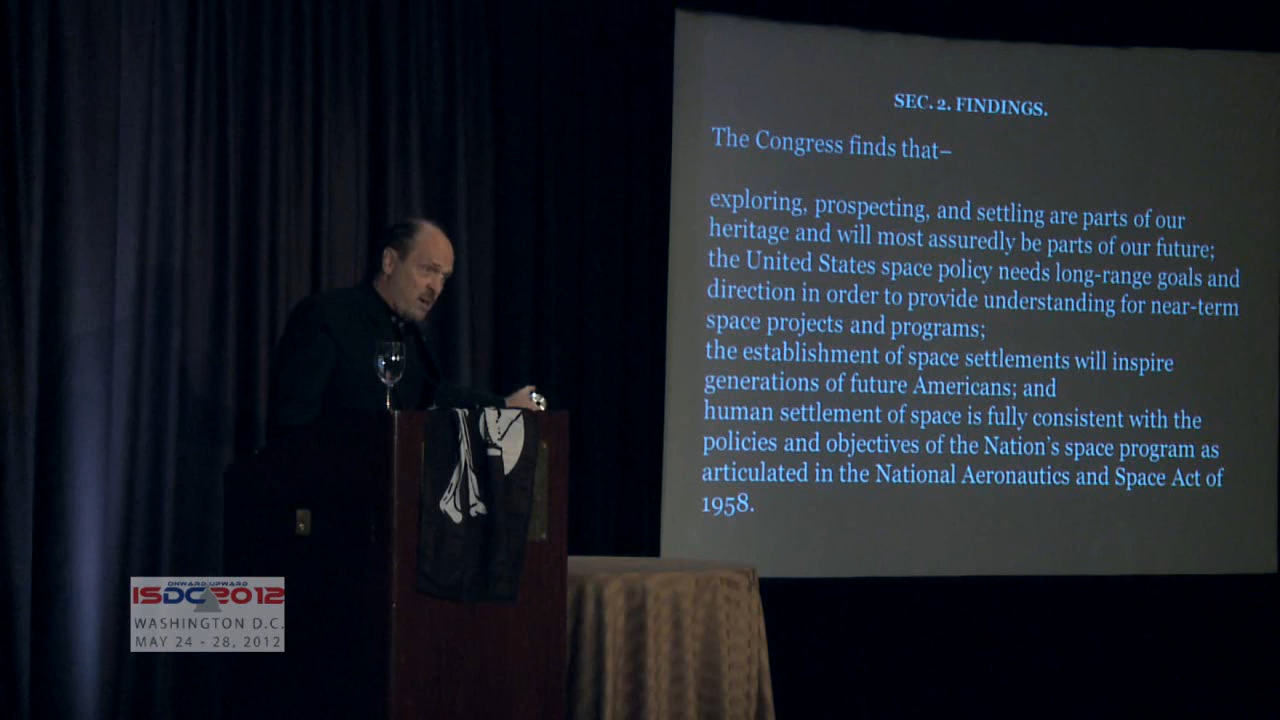 SEC. 2. FINDINGS.
The Congress finds that–
exploring, prospecting, and settling are parts of our
heritage and will most assuredly be parts of our future;
the United States space policy needs long-range goals and
direction in order to provide understanding for near-term
space projects and programs;
the establishment of space settlements will inspire
generations of future Americans; and
human settlement of space is fully consistent with the
policies and objectives of the Nation’s space program as
articulated in the National Aeronautics and Space Act of
1958.
ONWARD UPWARD
ISDC 2012
WASHINGTON D.C.
MAY 24 - 28, 2012